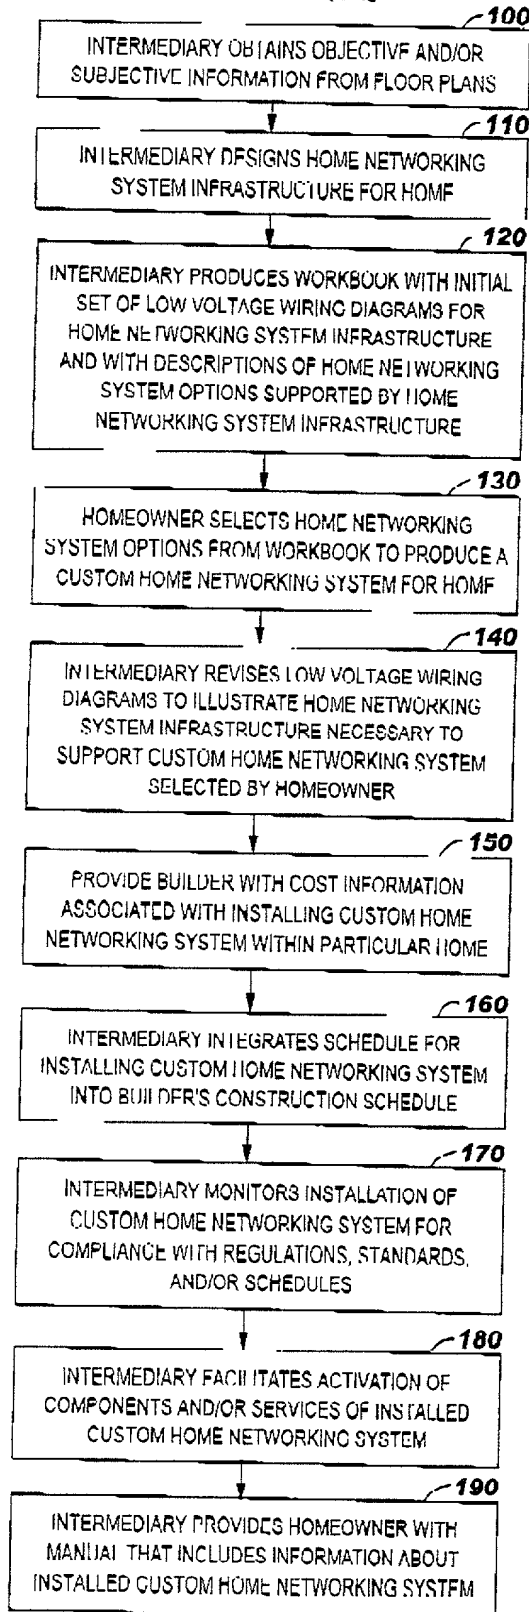 100
INTERMEDIARY OBTAINS OBJECTIVE AND/OR
SUBJECTIVE INFORMATION FROM FLOOR PLANS
110
INTERMEDIARY DESIGNS HOME NETWORKING
SYSTEM INFRASTRUCTURE FOR HOME
120
INTERMEDIARY PRODUCES WORKBOOK WITH INITIAL
SET OF LOW VOLTAGE WIRING DIAGRAMS FOR
HOME NETWORKING SYSTEM INFRASTRUCTURE
AND WITH DESCRIPTIONS OF HOME NETWORKING
SYSTEM OPTIONS SUPPORTED BY HOME
NETWORKING SYSTEM INFRASTRUCTURE
130
HOMEOWNER SELECTS HOME NETWORKING
SYSTEM OPTIONS FROM WORKBOOK TO PRODUCE A
CUSTOM HOME NETWORKING SYSTEM FOR HOME
140
INTERMEDIARY REVISES LOW VOLTAGE WIRING
DIAGRAMS TO ILLUSTRATE HOME NETWORKING
SYSTEM INFRASTRUCTURE NECESSARY TO
SUPPORT CUSTOM HOME NETWORKING SYSTEM
SELECTED BY HOMEOWNER
150
PROVIDE BUILDER WITH COST INFORMATION
ASSOCIATED WITH INSTALLING CUSTOM HOME
NETWORKING SYSTEM WITHIN PARTICULAR HOME
160
INTERMEDIARY INTEGRATES SCHEDULE FOR
INSTALLING CUSTOM HOME NETWORKING SYSTEM
INTO BUILDER'S CONSTRUCTION SCHEDULE
170
INTERMEDIARY MONITORS INSTALLATION OF
CUSTOM HOME NETWORKING SYSTEM FOR
COMPLIANCE WITH REGULATIONS, STANDARDS,
AND/OR SCHEDULES
180
INTERMEDIARY FACILITATES ACTIVATION OF
COMPONENTS AND/OR SERVICES OF INSTALLED
CUSTOM HOME NETWORKING SYSTEM
190
INTERMEDIARY PROVIDES HOMEOWNER WITH
MANUAL THAT INCLUDES INFORMATION ABOUT
INSTALLED CUSTOM HOME NETWORKING SYSTEM